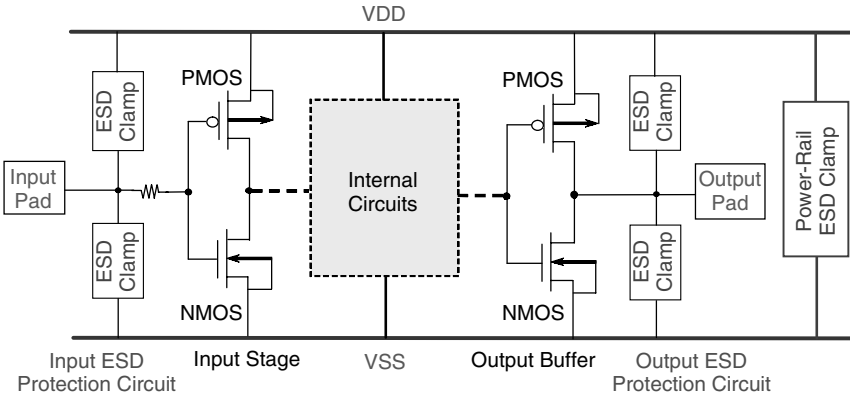 VDD
PMOS
PMOS
ESD
Clamp
ESD
Clamp
Input
Pad
Internal
Circuits
Output
Pad
Power-Rail
ESD Clamp
ESD
Clamp
ESD
Clamp
NMOS
NMOS
Input ESD
Protection Circuit
Input Stage
VSS
Output Buffer
Output ESD
Protection Circuit